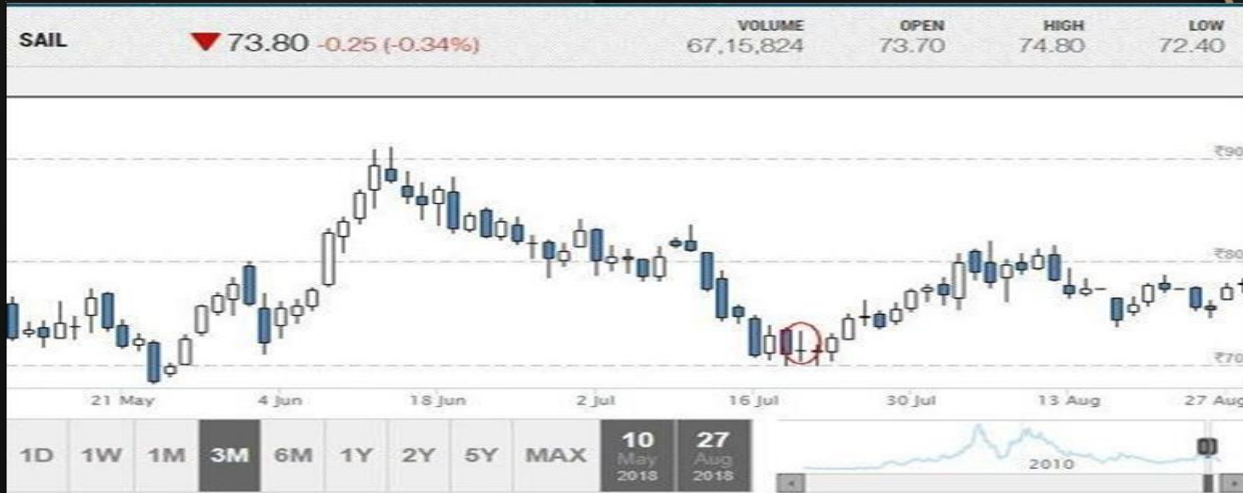 SAIL ▼ 73.80 -0.25 (-0.34%) VOLUME 67,15,824 OPEN 73.70 HIGH 74.80 LOW 72.40
₹90
₹80
₹70
21 May 4 Jun 18 Jun 2 Jul 16 Jul 30 Jul 13 Aug 27 Aug
1D 1W 1M 3M 6M 1Y 2Y 5Y MAX 10 May 2018 27 Aug 2018 2010